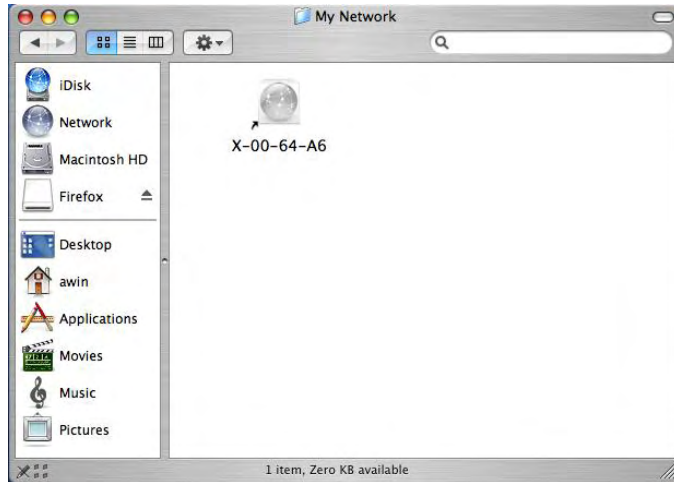 My Network
iDisk
Network
Macintosh HD
Firefox
Desktop
awin
Applications
Movies
Music
Pictures
X-00-64-A6
1 item, Zero KB available